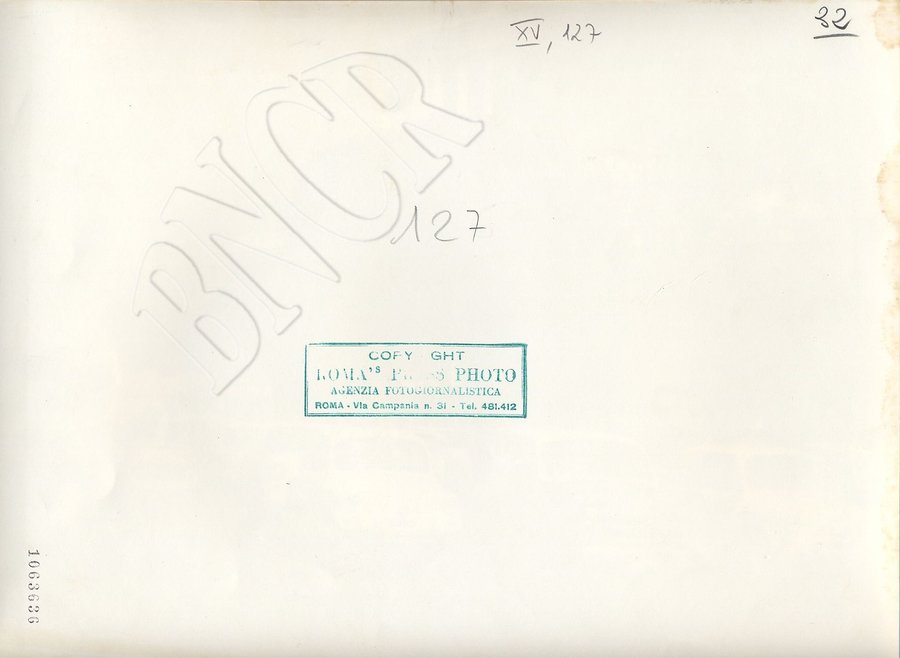 XV, 127
32
BNCR
127
COPY GHT
ROMA'S PRESS PHOTO
AGENZIA FOTOGIORNALISTICA
ROMA - Via Campania n. 31 - Tel. 481.412
1063636